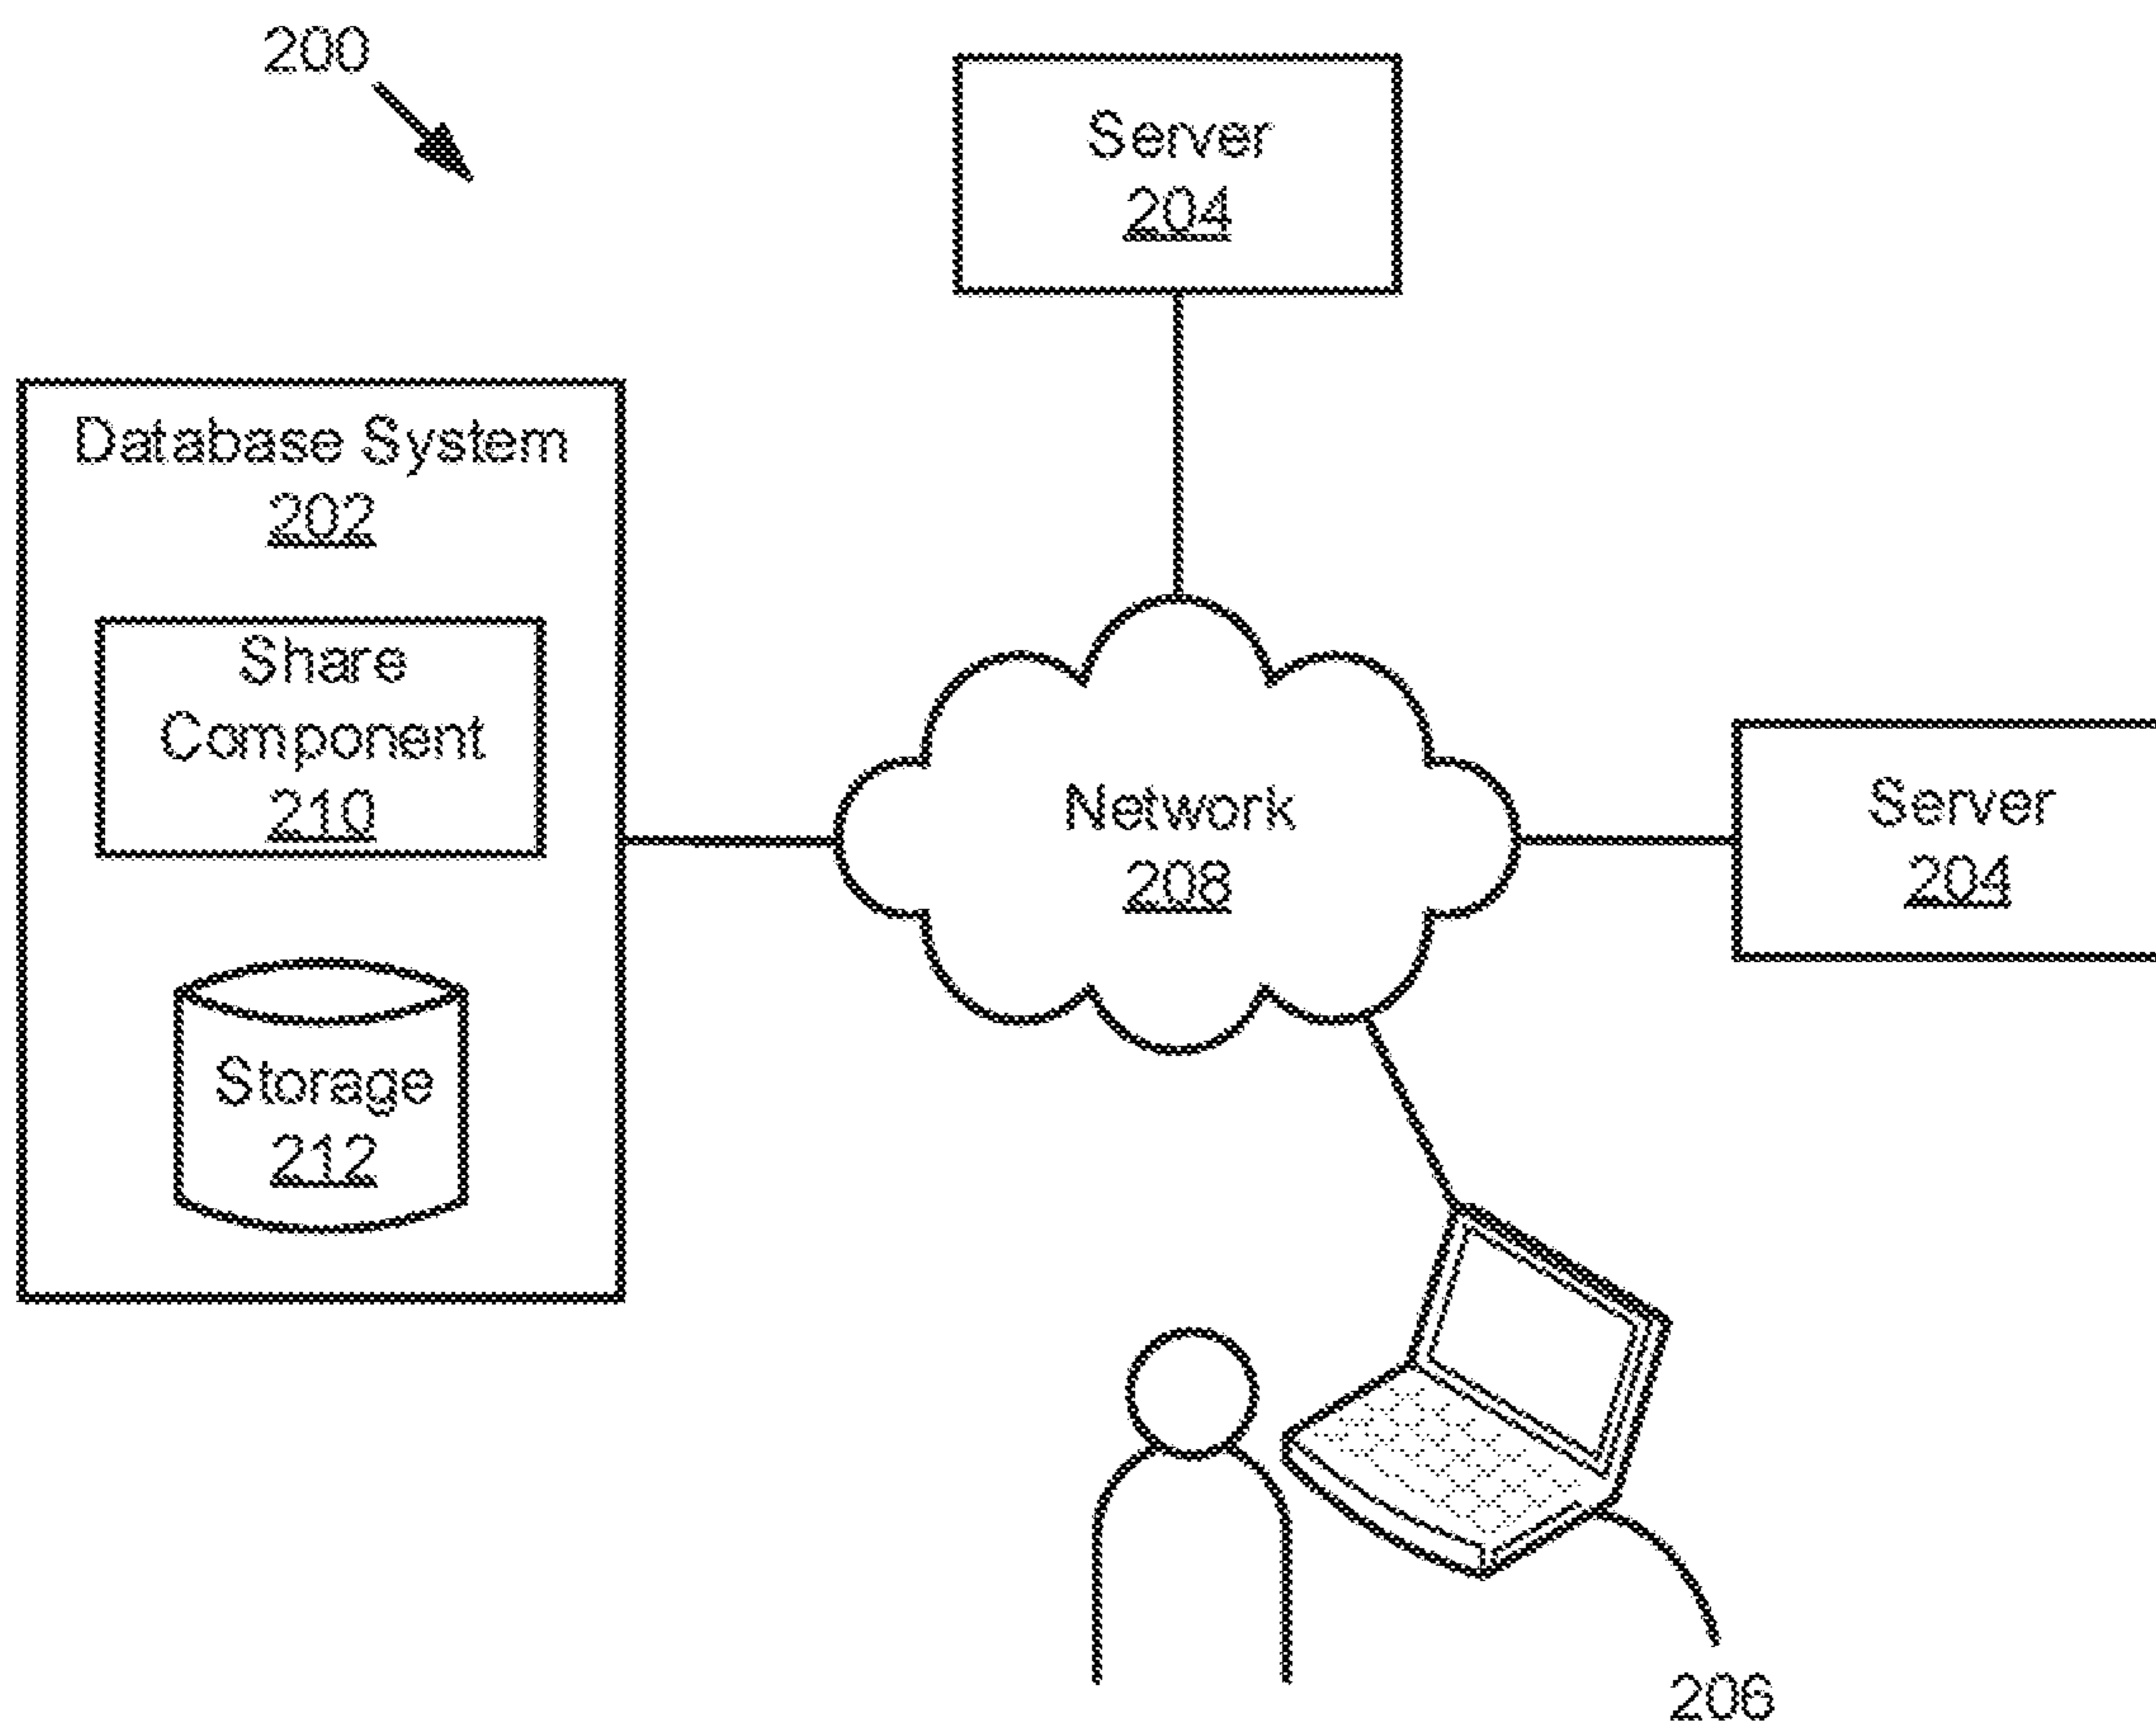 200
Server
204
Database System
202
Share
Component
210
Storage
212
Network
208
Server
204
206